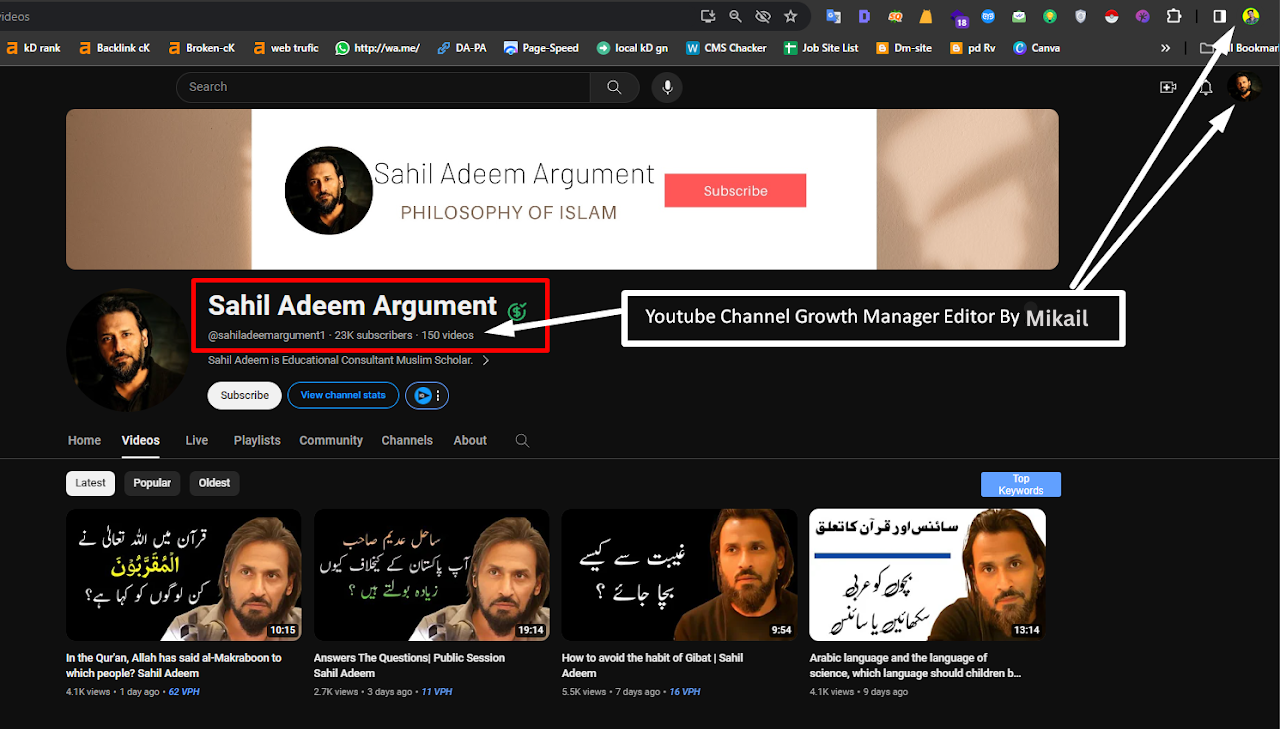 videos
18
kD rank
Backlink cK
Broken-cK
web trufic
http://wa.me/
DA-PA
Page-Speed
local kD gn
CMS Checker
Job Site List
Dm-site
pd Rv
Canva
»
ll Bookmar
Search
Sahil Adeem Argument
PHILOSOPHY OF ISLAM
Subscribe
Sahil Adeem Argument
@sahiladeemargument1 · 23K subscribers · 150 videos
Youtube Channel Growth Manager Editor By Mikail
Sahil Adeem is Educational Consultant Muslim Scholar.
Subscribe
View channel stats
Home
Videos
Live
Playlists
Community
Channels
About
Latest
Popular
Oldest
Top
Keywords
قرآن میں اللہ تعالیٰ نے
الْمُقَرَّبُوْنَ
کن لوگوں کو کہا ہے؟
10:15
ساحل عدیم صاحب
آپ پاکستان کے خلاف کیوں
زیادہ بولتے ہیں ؟
19:14
غیبت سے کیسے
بچا جائے ؟
9:54
سائنس اور قرآن کا تعلق
بچوں کو عربی
سکھائیں یا سائنس
13:14
In the Qur'an, Allah has said al-Makraboon to
which people? Sahil Adeem
4.1K views • 1 day ago • 62 VPH
Answers The Questions| Public Session
Sahil Adeem
2.7K views • 3 days ago • 11 VPH
How to avoid the habit of Gibat | Sahil
Adeem
5.5K views • 7 days ago • 16 VPH
Arabic language and the language of
science, which language should children b...
4.1K views • 9 days ago